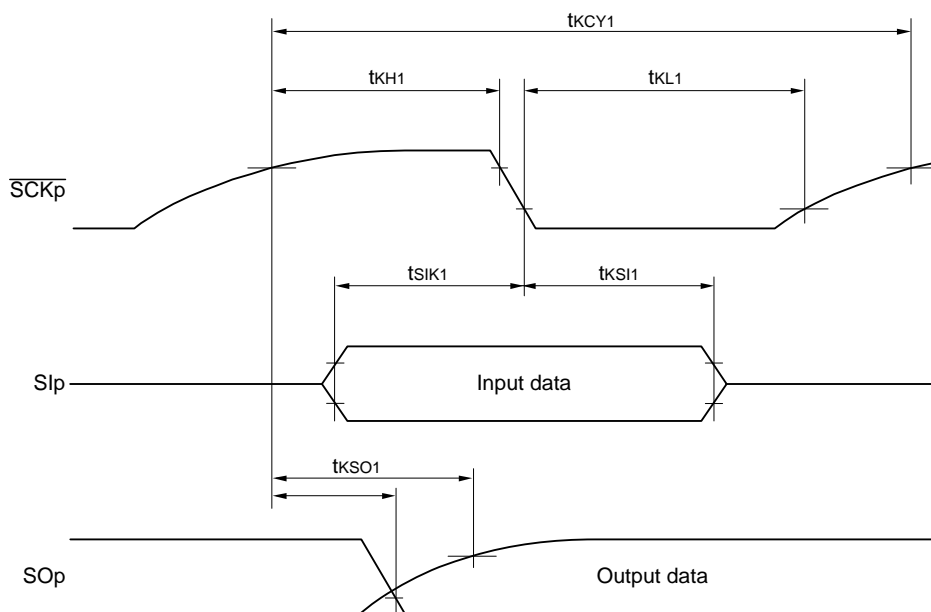 tKCY1
tKH1
tKL1
SCKp
tSIK1
tKSI1
SIp
Input data
tKSO1
SOp
Output data